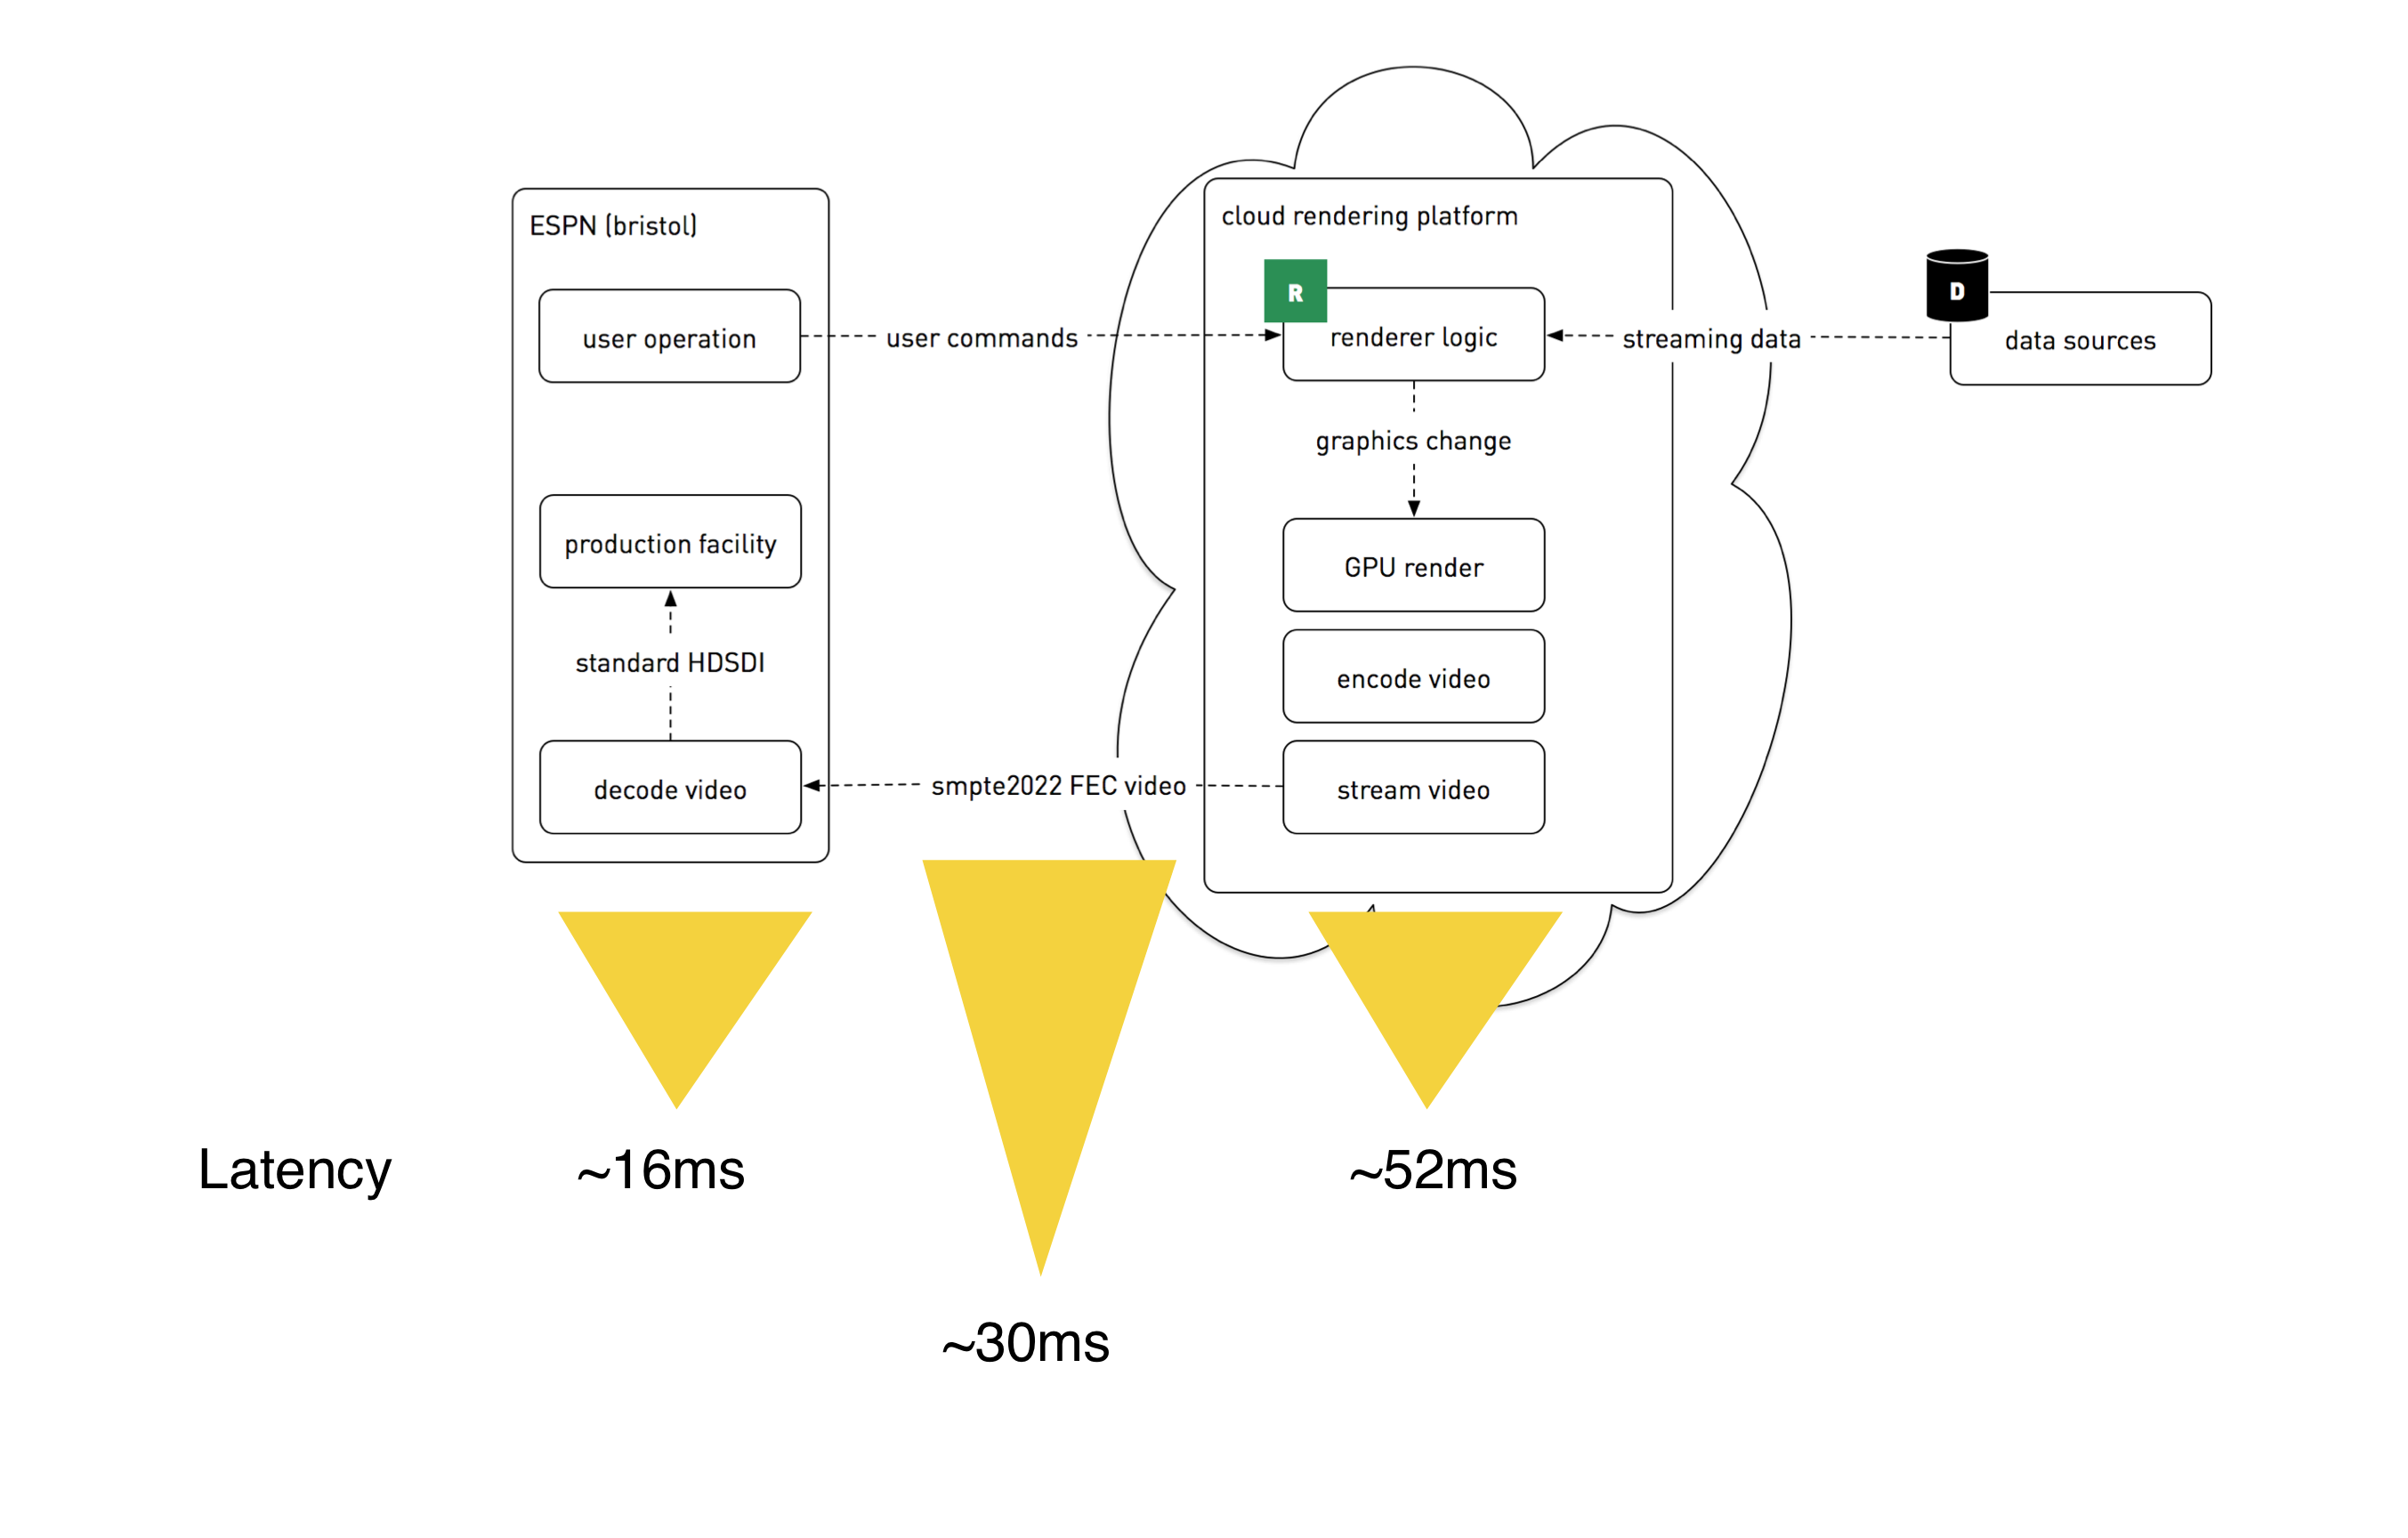 ESPN (bristol)
user operation
production facility
standard HDSDI
decode video
user commands
smpte2022 FEC video
cloud rendering platform
R
renderer logic
graphics change
GPU render
encode video
stream video
streaming data
D
data sources
Latency
~16ms
~30ms
~52ms